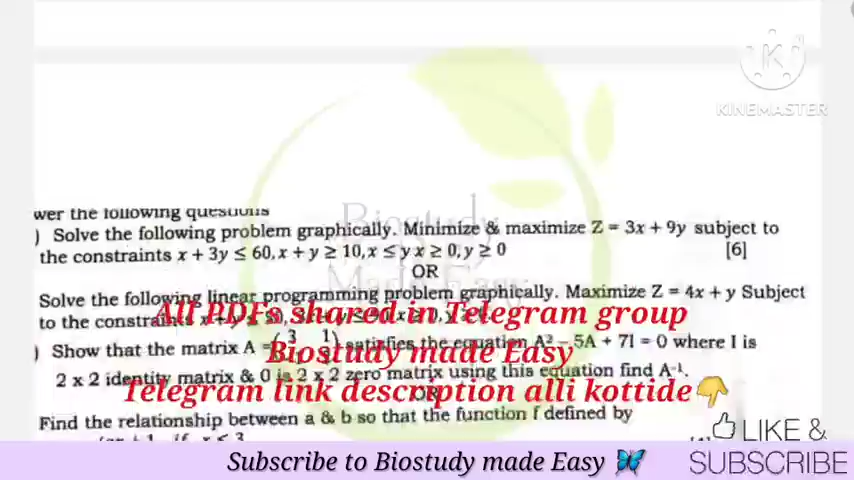 KINEMASTER
wer the following questions
) Solve the following problem graphically. Minimize & maximize Z = 3x + 9y subject to
the constraints x + 3y ≤ 60, x + y ≥ 10, x ≤ y x ≥ 0, y ≥ 0 [6]
OR
Biostudy
Made Easy
Solve the following linear programming problem graphically. Maximize Z = 4x + y Subject
to the constraints
All PDFs shared in Telegram group
) Show that the matrix A = satisfies the equation A² – 5A + 7I = 0 where I is
Biostudy made Easy
2 x 2 identity matrix & 0 is 2 x 2 zero matrix using this equation find A⁻¹.
Telegram link description alli kottide👇
OR
Find the relationship between a & b so that the function f defined by
LIKE &
SUBSCRIBE
Subscribe to Biostudy made Easy 🦋